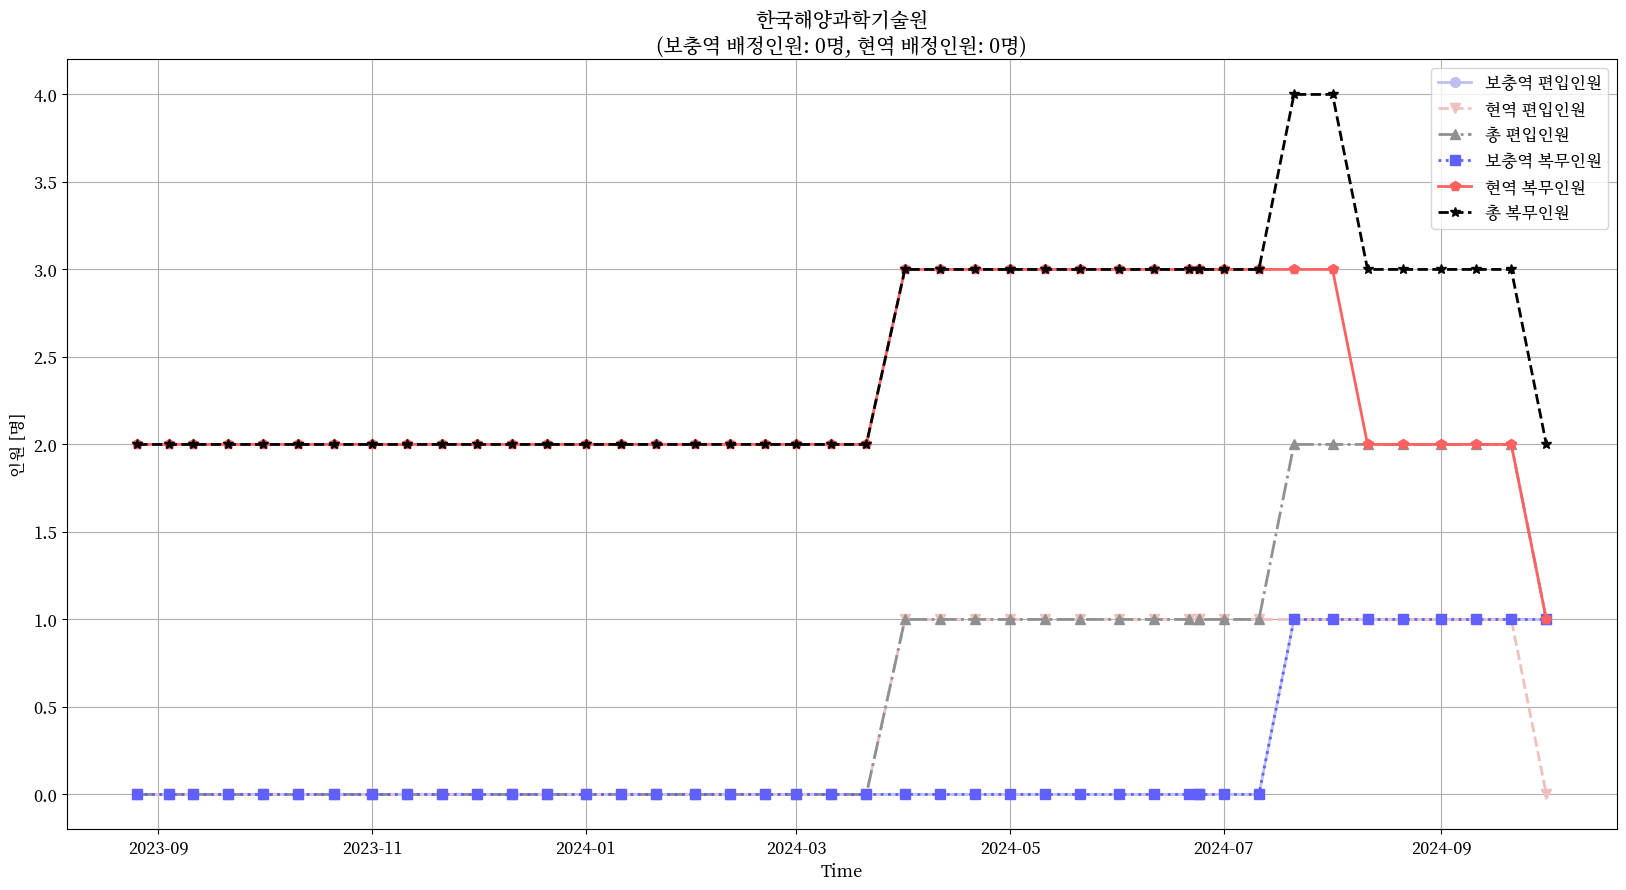 한국해양과학기술원
(보충역 배정인원: 0명, 현역 배정인원: 0명)
보충역 편입인원
현역 편입인원
총 편입인원
보충역 복무인원
현역 복무인원
총 복무인원
인원 [명]
4.0
3.5
3.0
2.5
2.0
1.5
1.0
0.5
0.0
2023-09
2023-11
2024-01
2024-03
2024-05
2024-07
2024-09
Time